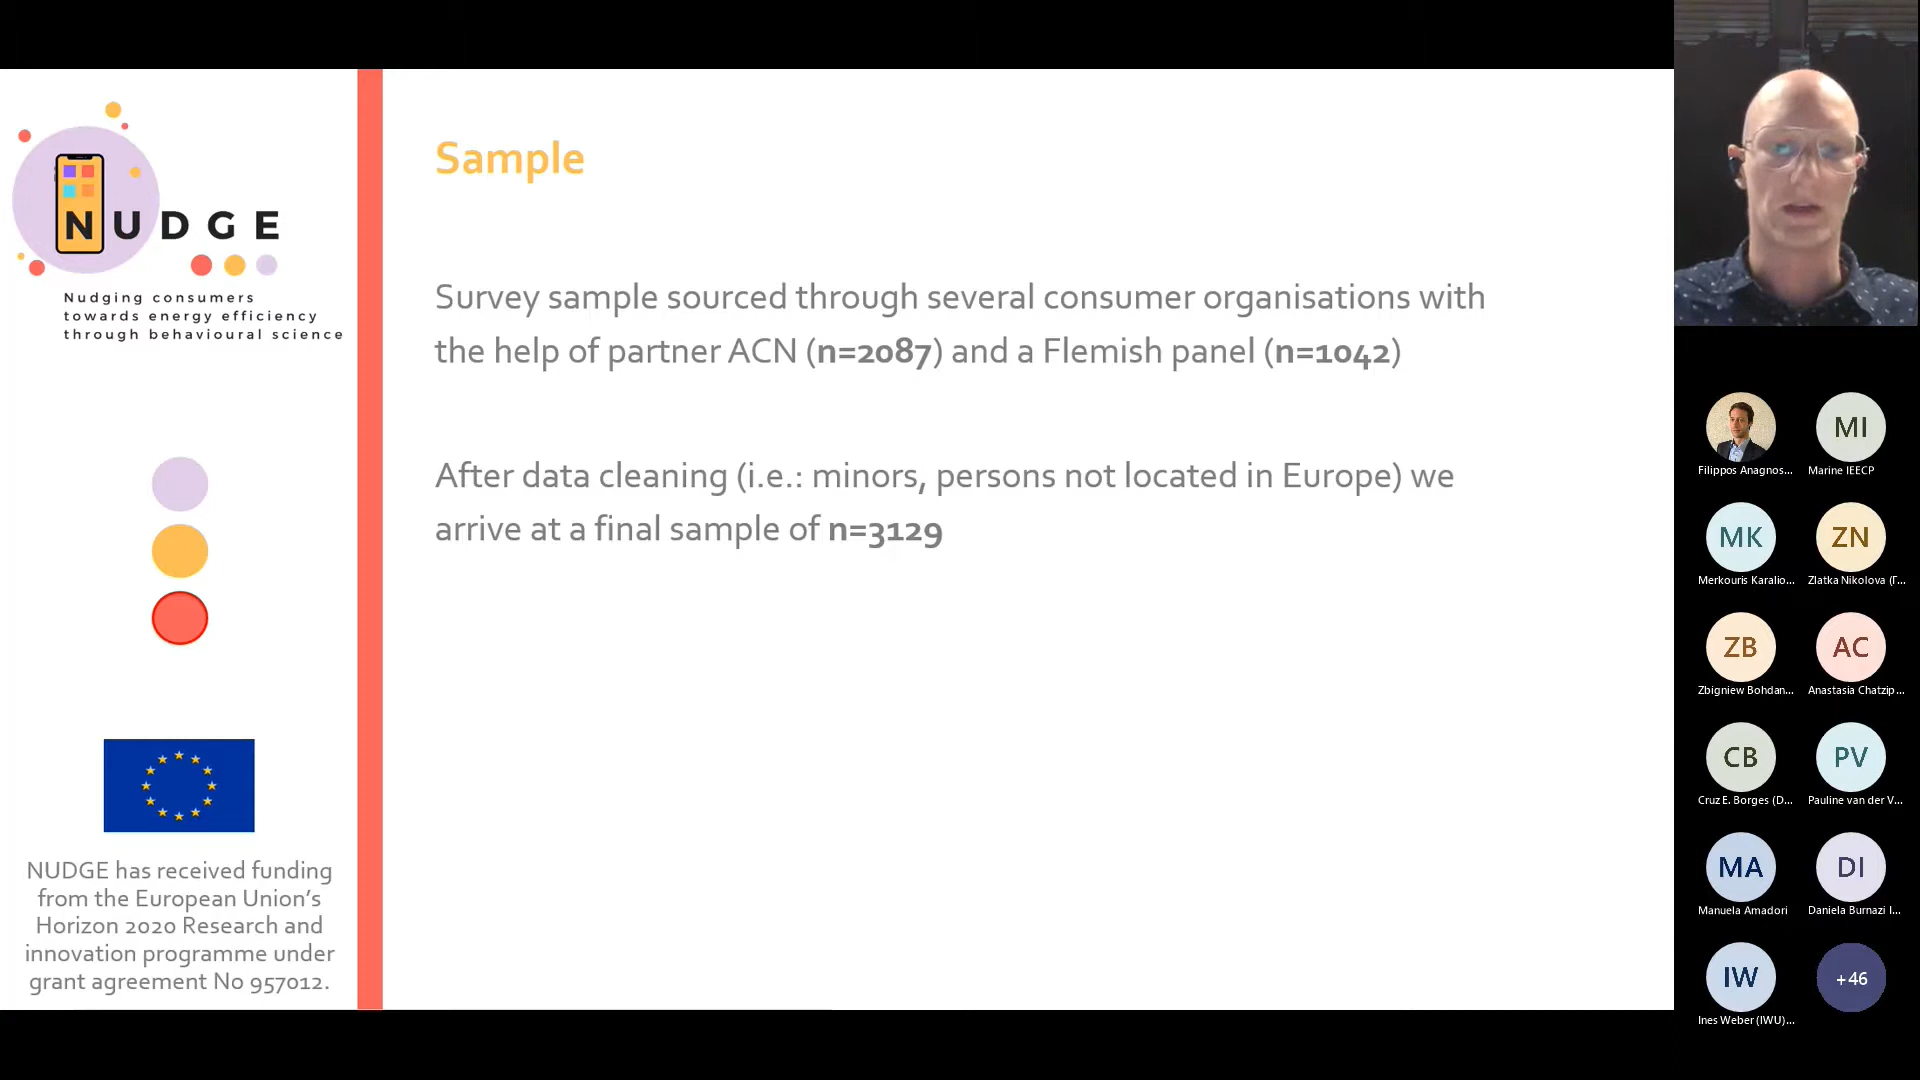 NUDGE
Nudging consumers
towards energy efficiency
through behavioural science
NUDGE has received funding
from the European Union’s
Horizon 2020 Research and
innovation programme under
grant agreement No 957012.
Sample
Survey sample sourced through several consumer organisations with
the help of partner ACN (n=2087) and a Flemish panel (n=1042)
After data cleaning (i.e.: minors, persons not located in Europe) we
arrive at a final sample of n=3129
MI
Filippos Anagnos...
Marine IEECP
MK
ZN
Merkouris Karalio...
Zlatka Nikolova (Г...
ZB
AC
Zbigniew Bohdan...
Anastasia Chatzip...
CB
PV
Cruz E. Borges (D...
Pauline van der V...
MA
DI
Manuela Amadori
Daniela Burnazi I...
IW
+46
Ines Weber (IWU)...